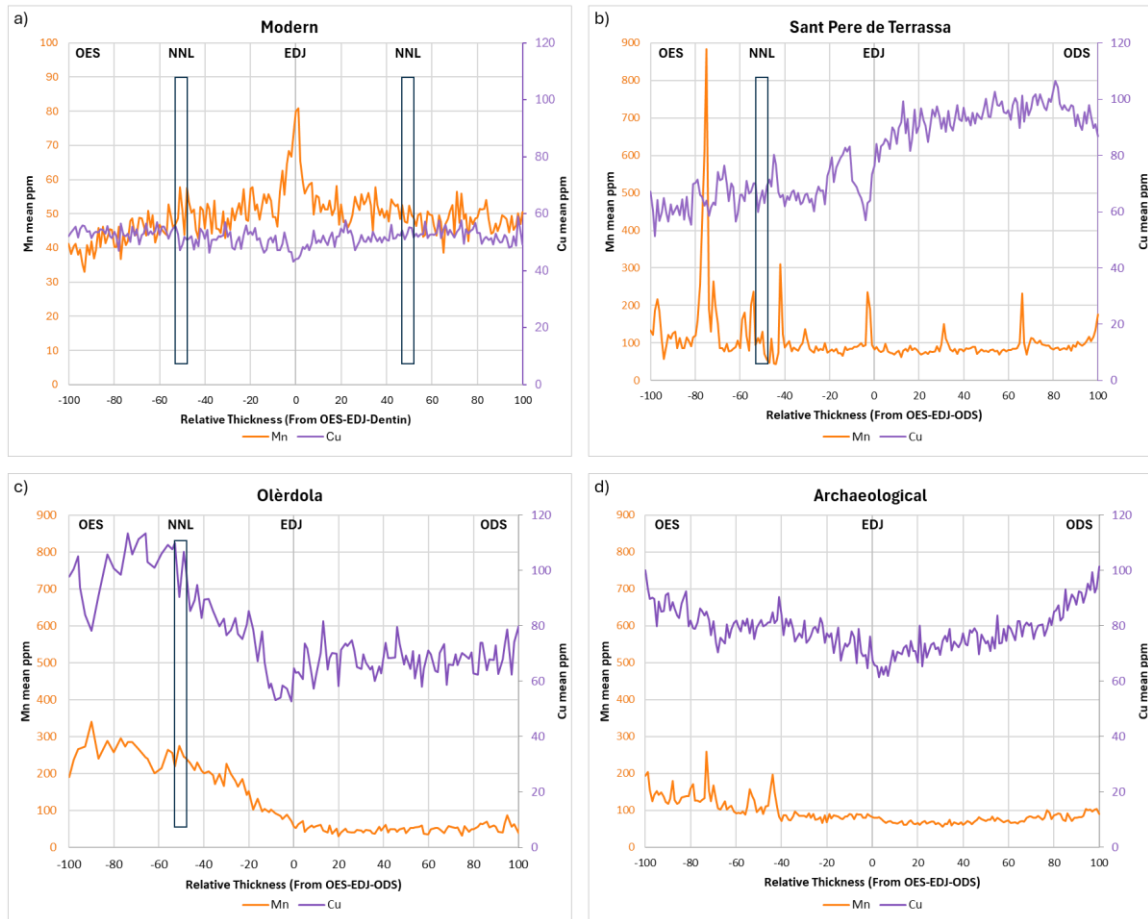 a)
Modern
OES NNL EDJ NNL
Mn mean ppm
100
90
80
70
60
50
40
30
20
10
0
Cu mean ppm
120
100
80
60
40
20
0
-100 -80 -60 -40 -20 0 20 40 60 80 100
Relative Thickness (From OES-EDJ-Dentin)
Mn Cu
b)
Sant Pere de Terrassa
OES NNL EDJ ODS
Mn mean ppm
900
800
700
600
500
400
300
200
100
0
Cu mean ppm
120
100
80
60
40
20
0
-100 -80 -60 -40 -20 0 20 40 60 80 100
Relative Thickness (From OES-EDJ-ODS)
Mn Cu
c)
Olèrdola
OES NNL EDJ ODS
Mn mean ppm
900
800
700
600
500
400
300
200
100
0
Cu mean ppm
120
100
80
60
40
20
0
-100 -80 -60 -40 -20 0 20 40 60 80 100
Relative Thickness (From OES-EDJ-ODS)
Mn Cu
d)
Archaeological
OES EDJ ODS
Mn mean ppm
900
800
700
600
500
400
300
200
100
0
Cu mean ppm
120
100
80
60
40
20
0
-100 -80 -60 -40 -20 0 20 40 60 80 100
Relative Thickness (From OES-EDJ-ODS)
Mn Cu